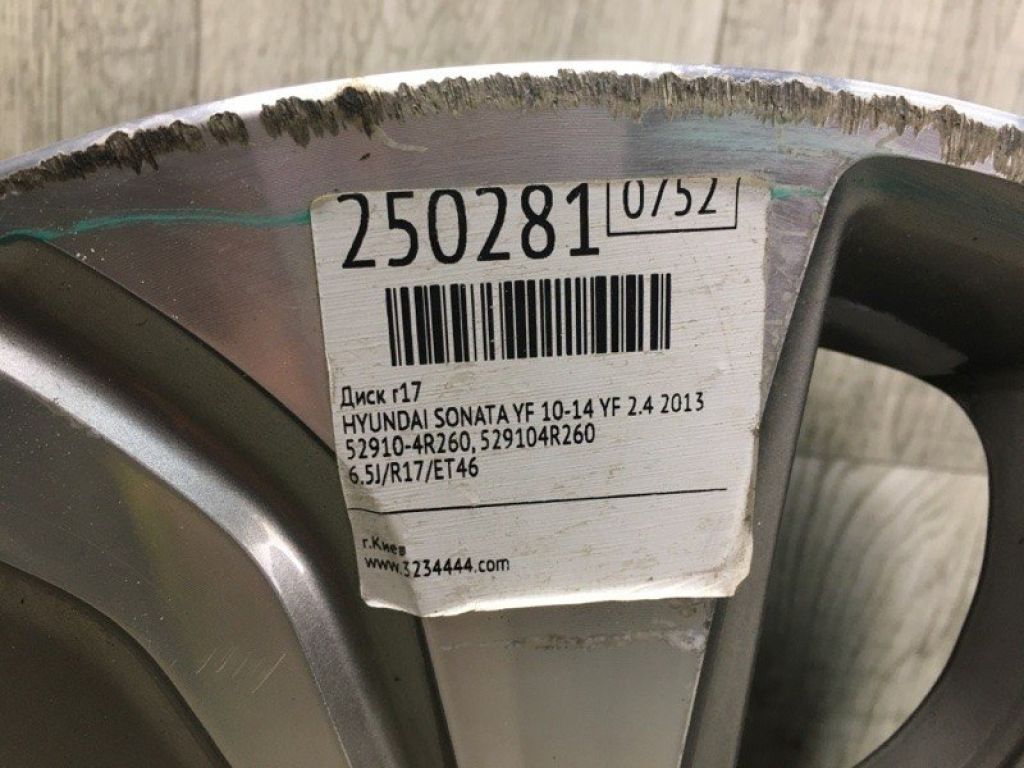 250281 0752
Диск r17
HYUNDAI SONATA YF 10-14 YF 2.4 2013
52910-4R260, 529104R260
6.5J/R17/ET46
г.Киев
www.3234444.com